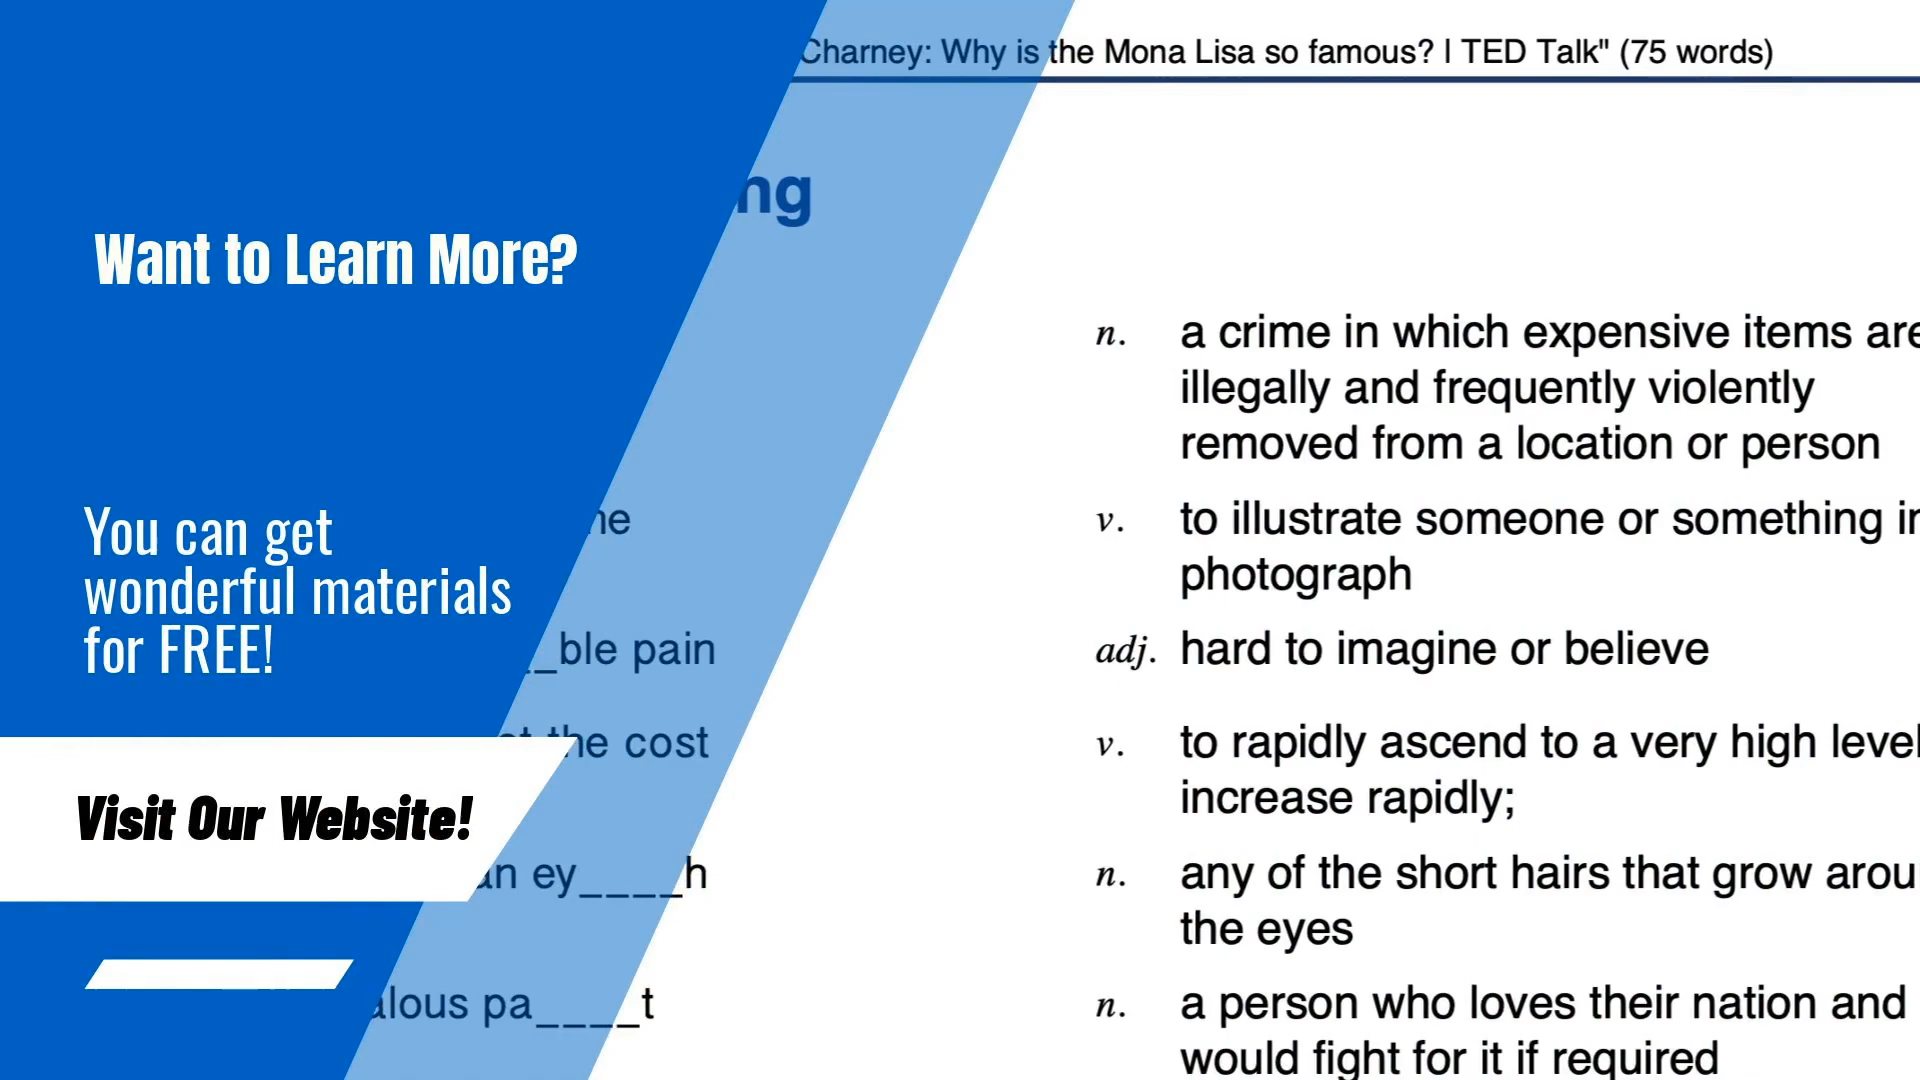 Charney: Why is the Mona Lisa so famous? | TED Talk" (75 words)
ng
Want to Learn More?
You can get
wonderful materials
for FREE!
Visit Our Website!
n. a crime in which expensive items are
illegally and frequently violently
removed from a location or person
v. to illustrate someone or something in
photograph
_ble pain
adj. hard to imagine or believe
the cost
v. to rapidly ascend to a very high level
increase rapidly;
an ey____h
n. any of the short hairs that grow arou
the eyes
alous pa____t
n. a person who loves their nation and
would fight for it if required